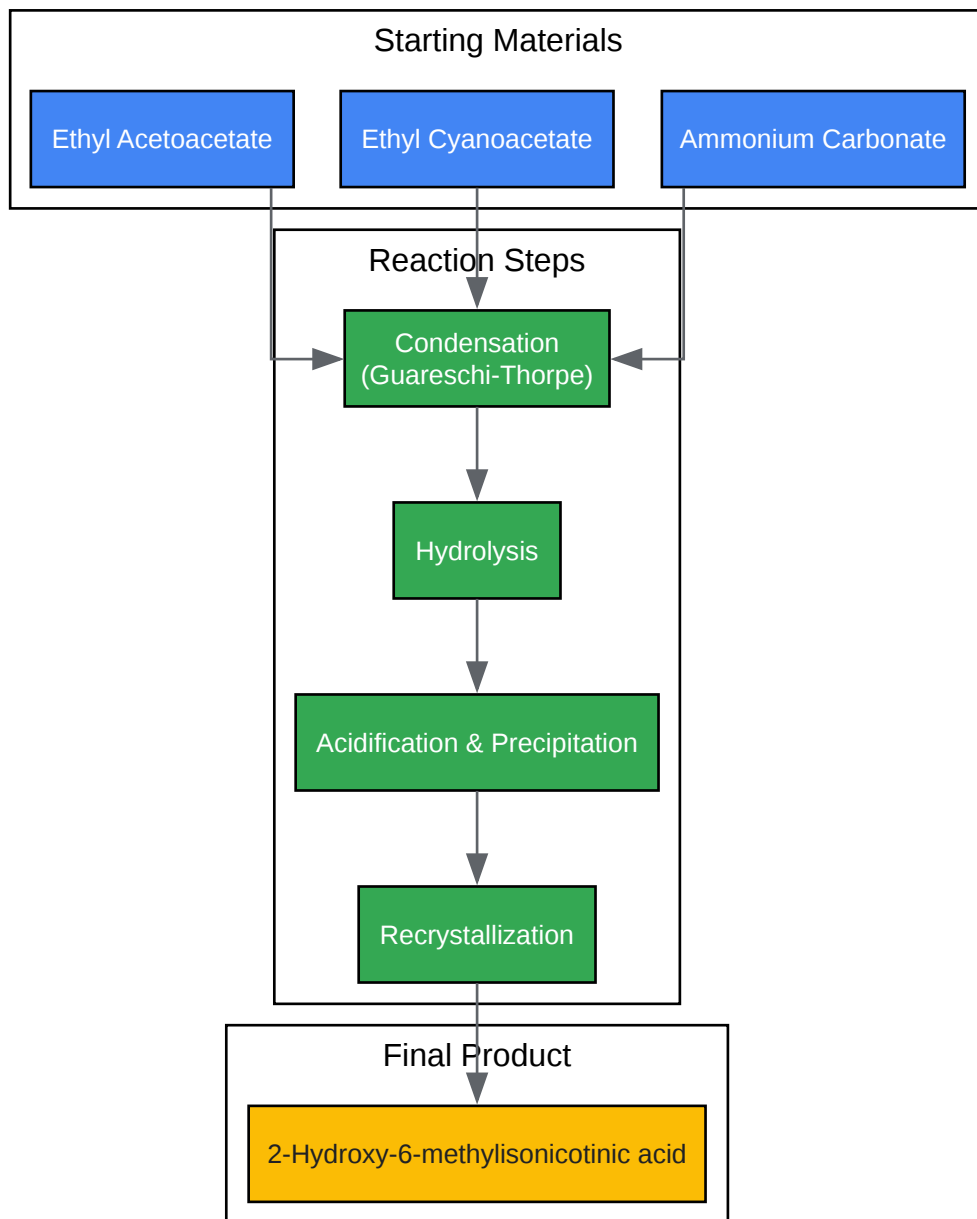 Starting Materials
Ethyl Acetoacetate
Ethyl Cyanoacetate
Ammonium Carbonate
Reaction Steps
Condensation
(Guareschi-Thorpe)
Hydrolysis
Acidification & Precipitation
Recrystallization
Final Product
2-Hydroxy-6-methylisonicotinic acid